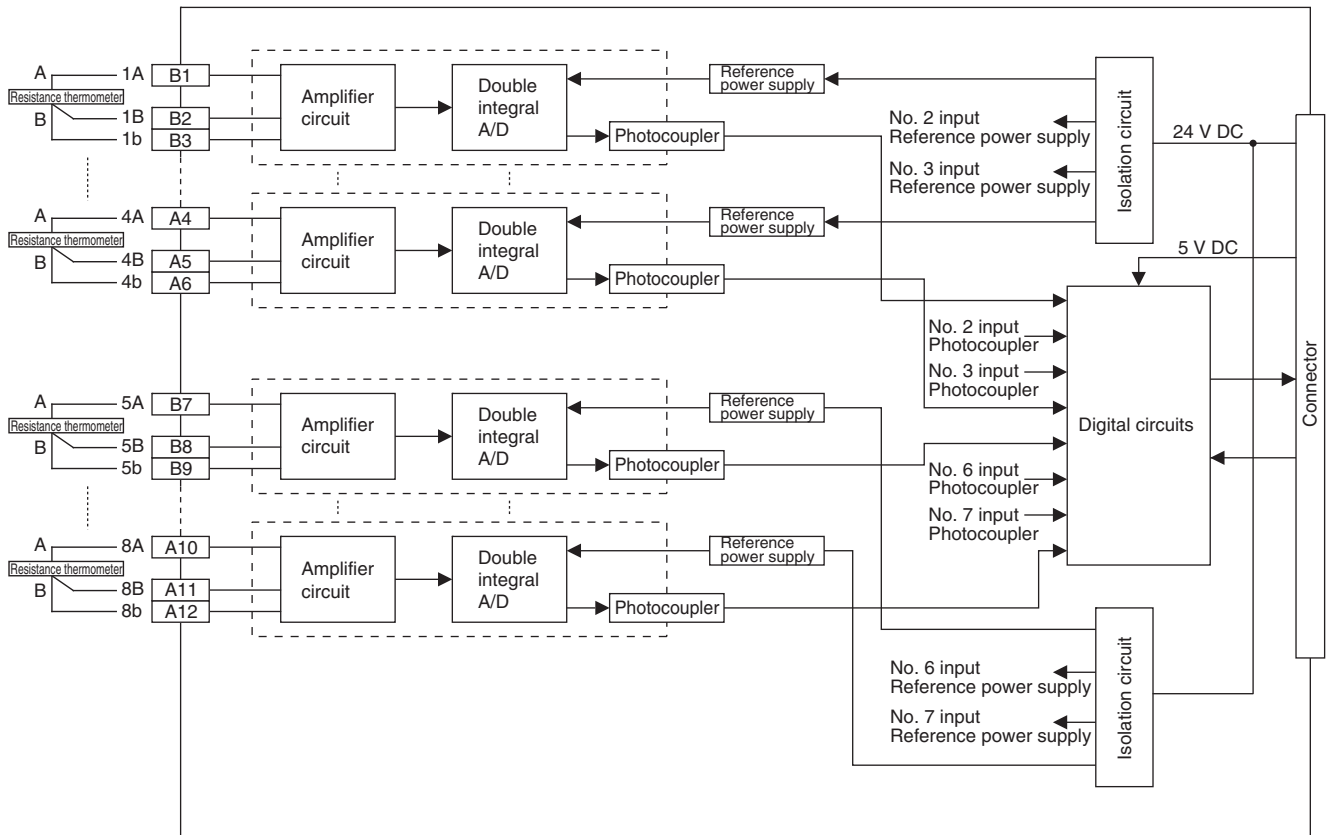 A
1A
B1
Resistance thermometer
B
1B
B2
1b
B3
Amplifier
circuit
Double
integral
A/D
Photocoupler
Reference
power supply
No. 2 input
Reference power supply
No. 3 input
Reference power supply
Isolation circuit
24 V DC
5 V DC
Connector
A
4A
A4
Resistance thermometer
B
4B
A5
4b
A6
Amplifier
circuit
Double
integral
A/D
Photocoupler
Reference
power supply
No. 2 input
Photocoupler
No. 3 input
Photocoupler
Digital circuits
No. 6 input
Photocoupler
No. 7 input
Photocoupler
A
5A
B7
Resistance thermometer
B
5B
B8
5b
B9
Amplifier
circuit
Double
integral
A/D
Photocoupler
Reference
power supply
A
8A
A10
Resistance thermometer
B
8B
A11
8b
A12
Amplifier
circuit
Double
integral
A/D
Photocoupler
Reference
power supply
No. 6 input
Reference power supply
No. 7 input
Reference power supply
Isolation circuit